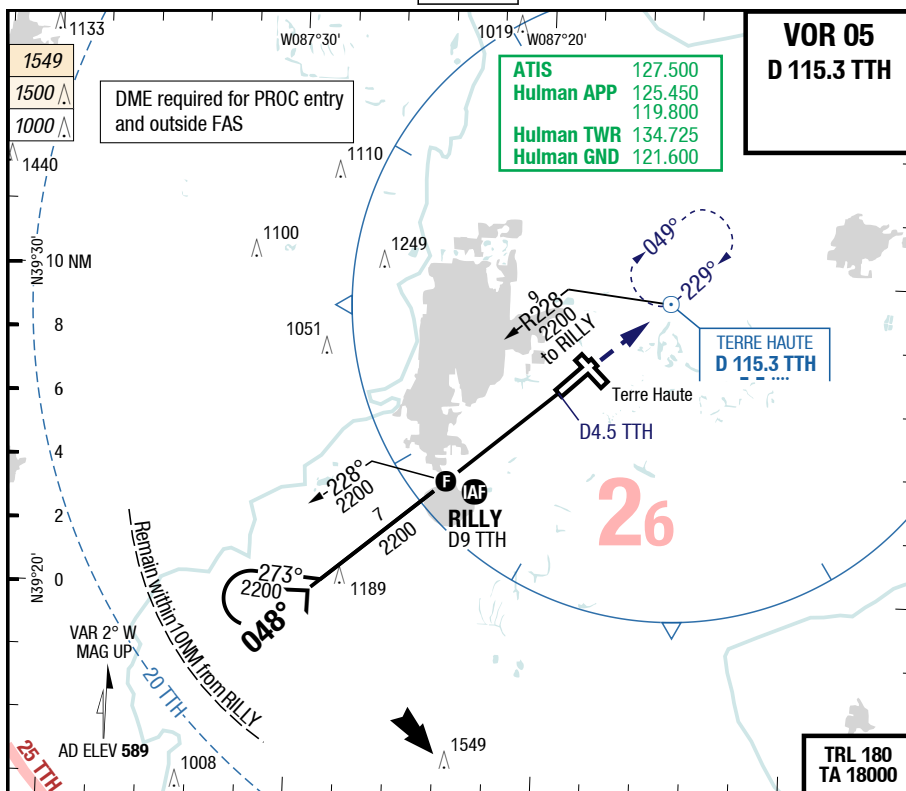 1133
1019
W087°30'
W087°20'
VOR 05
D 115.3 TTH
1549
1500
1000
1440
DME required for PROC entry
and outside FAS
ATIS 127.500
Hulman APP 125.450
119.800
Hulman TWR 134.725
Hulman GND 121.600
1110
1100
1249
N39°30'
10 NM
049°
229°
9
R228
2200
to RILLY
8
1051
TERRE HAUTE
D 115.3 TTH
6
Terre Haute
D4.5 TTH
4
228°
2200
F
IAF
RILLY
D9 TTH
7
2200
26
2
N39°20'
0
273°
2200
048°
1189
Remain within 10NM from RILLY
VAR 2° W
MAG UP
20 TTH
AD ELEV 589
25 TTH
1008
1549
TRL 180
TA 18000